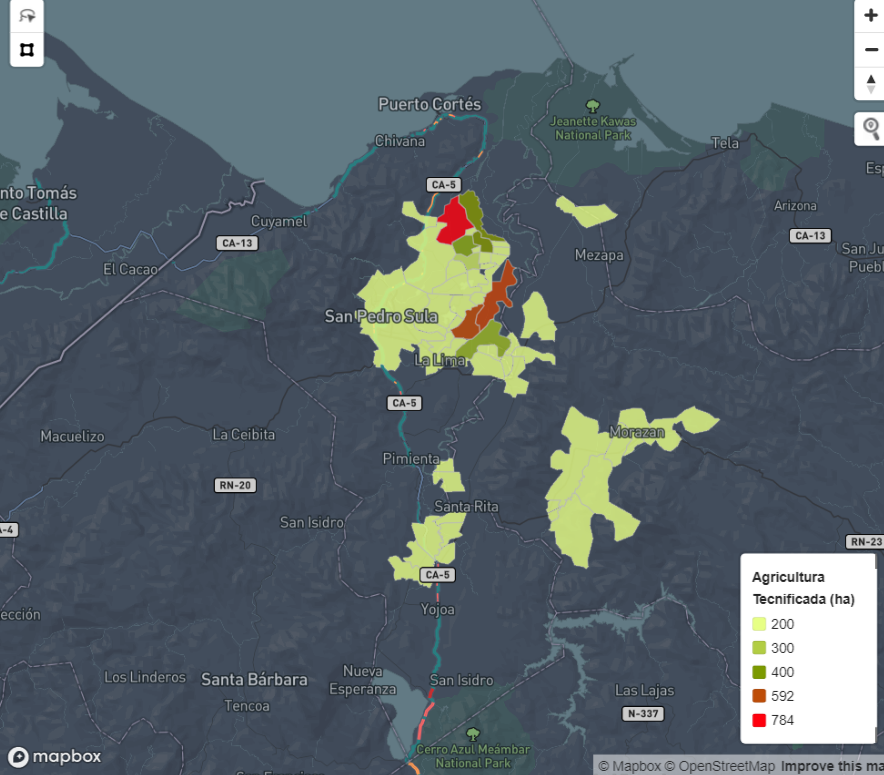 Puerto Cortés
Jeanette Kawas
National Park
Chivana
Tela
CA-5
nto Tomás
e Castilla
Arizona
Cuyamel
CA-13
CA-13
El Cacao
Mezapa
San Ju
Puebl
San Pedro Sula
La Lima
CA-5
Macuelizo
La Ceibita
Morazan
Pimienta
RN-20
Santa Rita
San Isidro
A-4
RN-23
CA-5
Agricultura
Tecnificada (ha)
200
300
400
592
784
Yojoa
ección
Los Linderos
Santa Bárbara
Nueva
Esperanza
San Isidro
Las Lajas
Tencoa
N-337
Cerro Azul Meámbar
National Park
mapbox
© Mapbox © OpenStreetMap Improve this ma